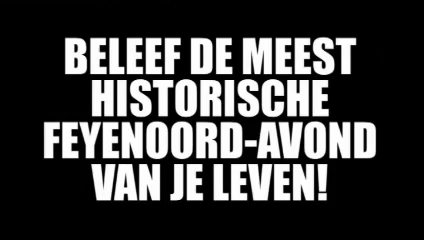 BELEEF DE MEEST
HISTORISCHE
FEYENOORD-AVOND
VAN JE LEVEN!